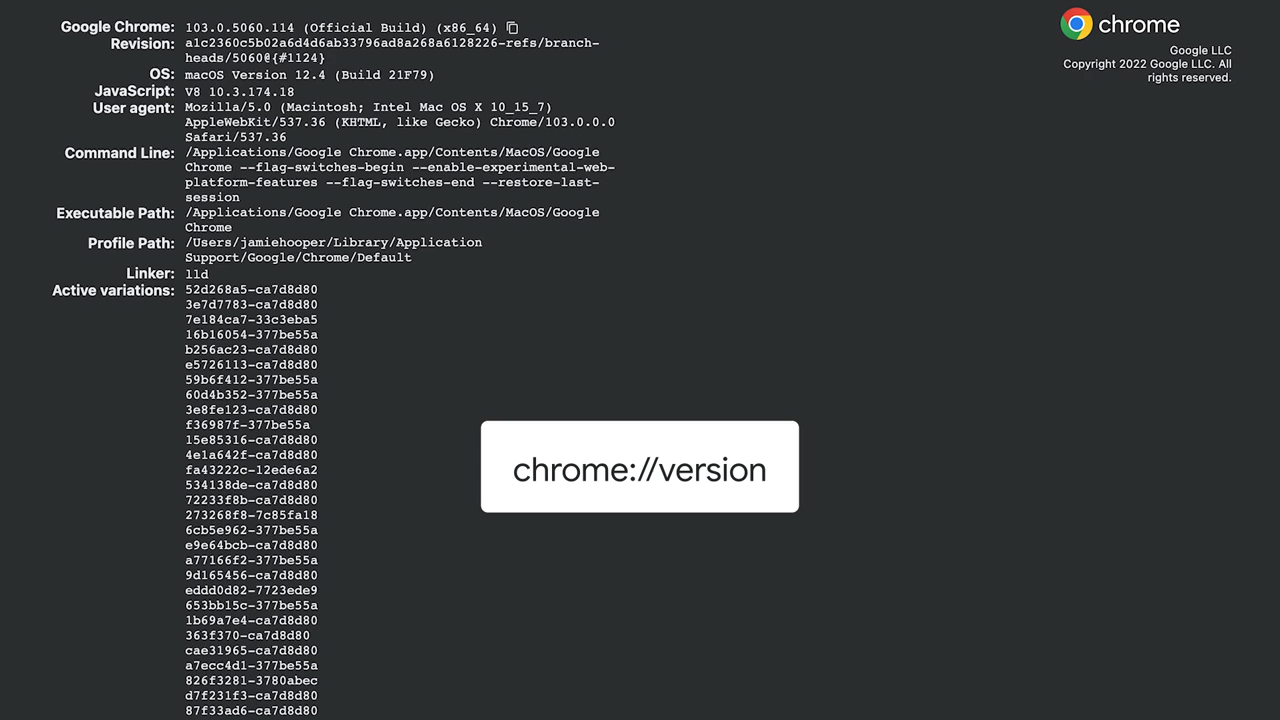 Google Chrome: 103.0.5060.114 (Official Build) (x86_64)
Revision: a1c2360c5b02a6d4d6ab33796ad8a268a6128226-refs/branch-
heads/5060@{#1124}
OS: macOS Version 12.4 (Build 21F79)
JavaScript: V8 10.3.174.18
User agent: Mozilla/5.0 (Macintosh; Intel Mac OS X 10_15_7)
AppleWebKit/537.36 (KHTML, like Gecko) Chrome/103.0.0.0
Safari/537.36
Command Line: /Applications/Google Chrome.app/Contents/MacOS/Google
Chrome --flag-switches-begin --enable-experimental-web-
platform-features --flag-switches-end --restore-last-
session
Executable Path: /Applications/Google Chrome.app/Contents/MacOS/Google
Chrome
Profile Path: /Users/jamiehooper/Library/Application
Support/Google/Chrome/Default
Linker: lld
Active variations: 52d268a5-ca7d8d80
3e7d7783-ca7d8d80
7e184ca7-33c3eba5
16b16054-377be55a
b256ac23-ca7d8d80
e5726113-ca7d8d80
59b6f412-377be55a
60d4b352-377be55a
3e8fe123-ca7d8d80
f36987f-377be55a
15e85316-ca7d8d80
4e1a642f-ca7d8d80
fa43222c-12ede6a2
534138de-ca7d8d80
72233f8b-ca7d8d80
273268f8-7c85fa18
6cb5e962-377be55a
e9e64bcb-ca7d8d80
a77166f2-377be55a
9d165456-ca7d8d80
eddd0d82-7723ede9
653bb15c-377be55a
1b69a7e4-ca7d8d80
363f370-ca7d8d80
cae31965-ca7d8d80
a7ecc4d1-377be55a
826f3281-3780abec
d7f231f3-ca7d8d80
87f33ad6-ca7d8d80
chrome
Google LLC
Copyright 2022 Google LLC. All
rights reserved.
chrome://version